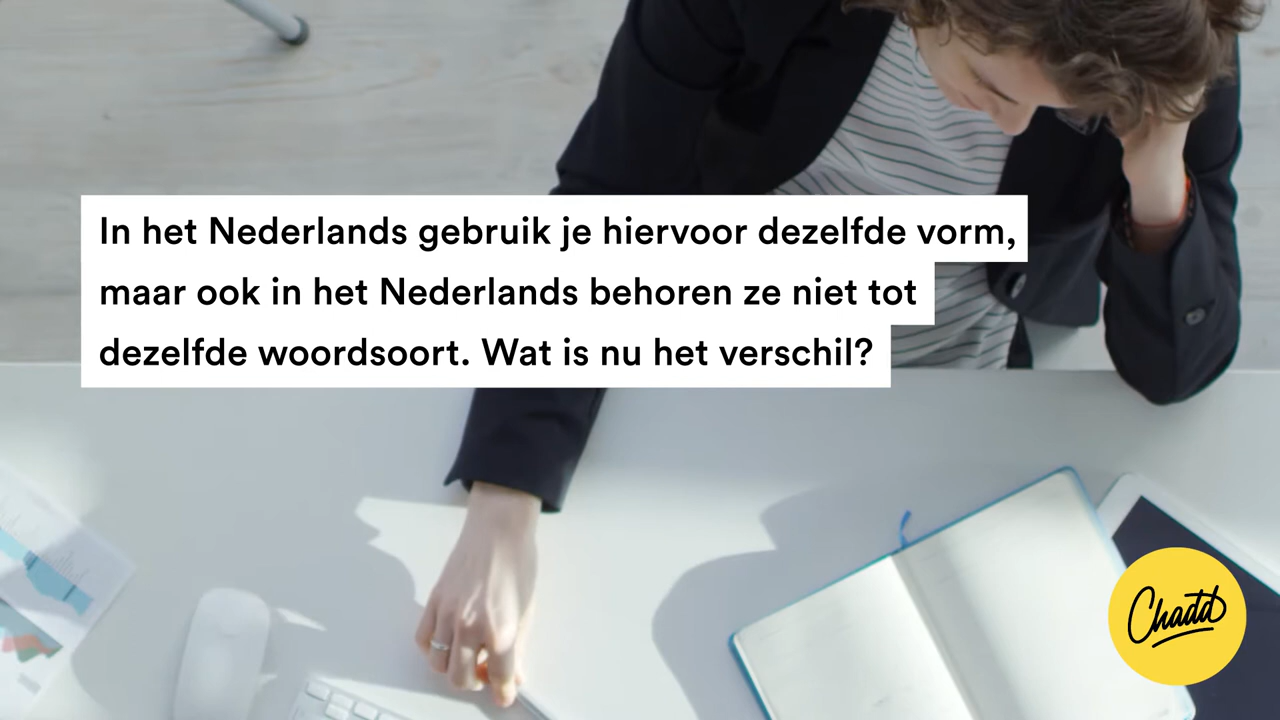 In het Nederlands gebruik je hiervoor dezelfde vorm,
maar ook in het Nederlands behoren ze niet tot
dezelfde woordsoort. Wat is nu het verschil?
Chadd